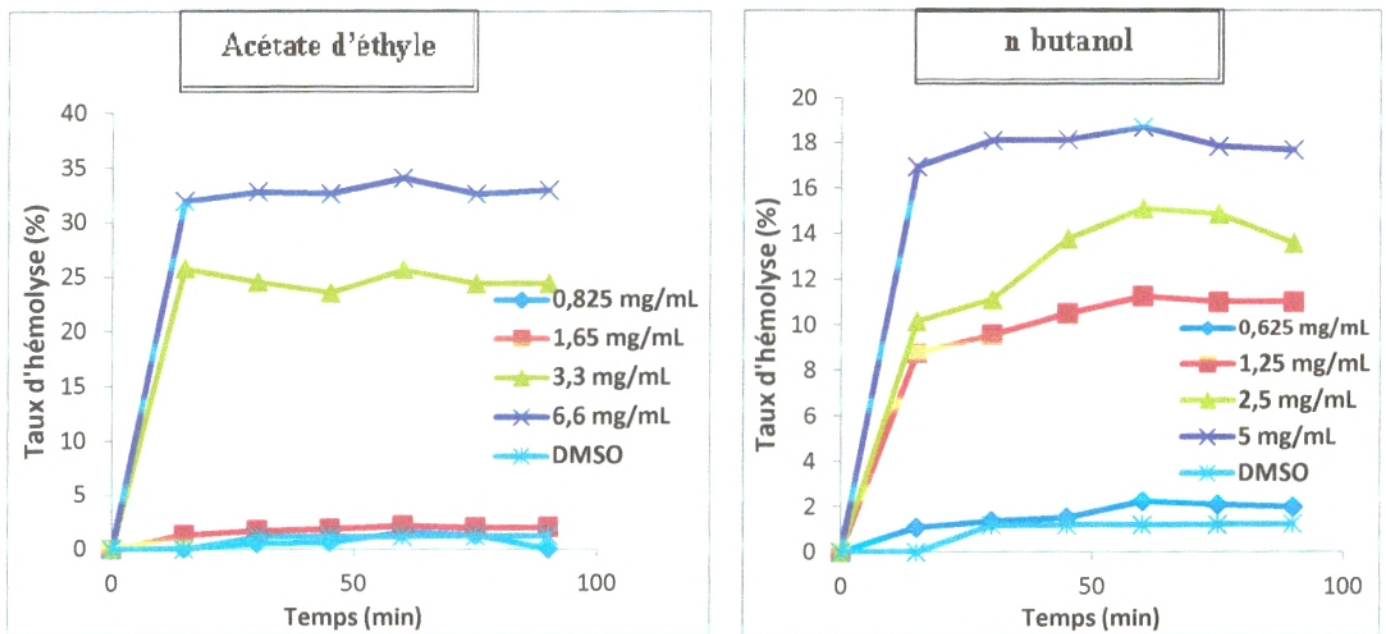 Acétate d'éthyle
Taux d'hémolyse (%)
40
35
30
25
20
15
10
5
0
0,825 mg/mL
1,65 mg/mL
3,3 mg/mL
6,6 mg/mL
DMSO
0
50
100
Temps (min)
n butanol
Taux d'hémolyse (%)
20
18
16
14
12
10
8
6
4
2
0
0,625 mg/mL
1,25 mg/mL
2,5 mg/mL
5 mg/mL
DMSO
0
50
100
Temps (min)